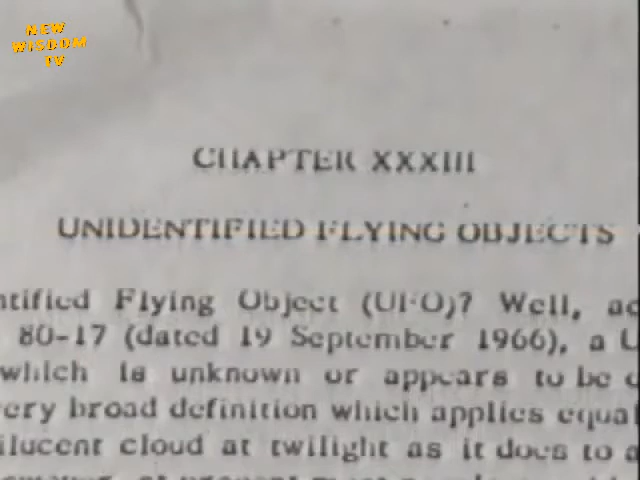 NEW
WISDOM
TV
CHAPTER XXXIII
UNIDENTIFIED FLYING OBJECTS
ntified Flying Object (UFO)? Well,
80-17 (dated 19 September 1966), a
which is unknown or appears to be
ery broad definition which applies
ilucent cloud at twilight as it does to